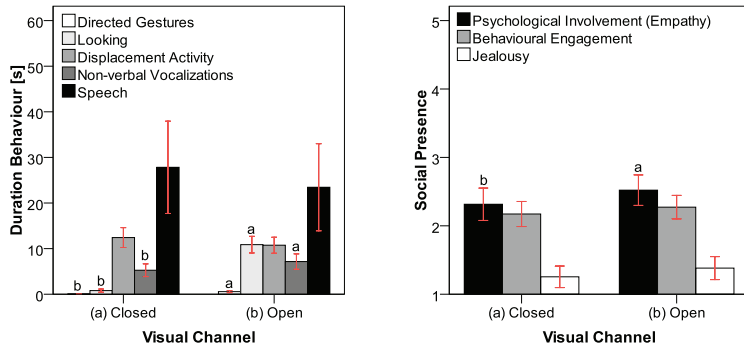 60
50
40
30
20
10
0
Duration Behaviour [s]
Directed Gestures
Looking
Displacement Activity
Non-verbal Vocalizations
Speech
b
b
b
a
a
a
(a) Closed
(b) Open
Visual Channel
5
4
3
2
1
Social Presence
Psychological Involvement (Empathy)
Behavioural Engagement
Jealousy
b
a
(a) Closed
(b) Open
Visual Channel